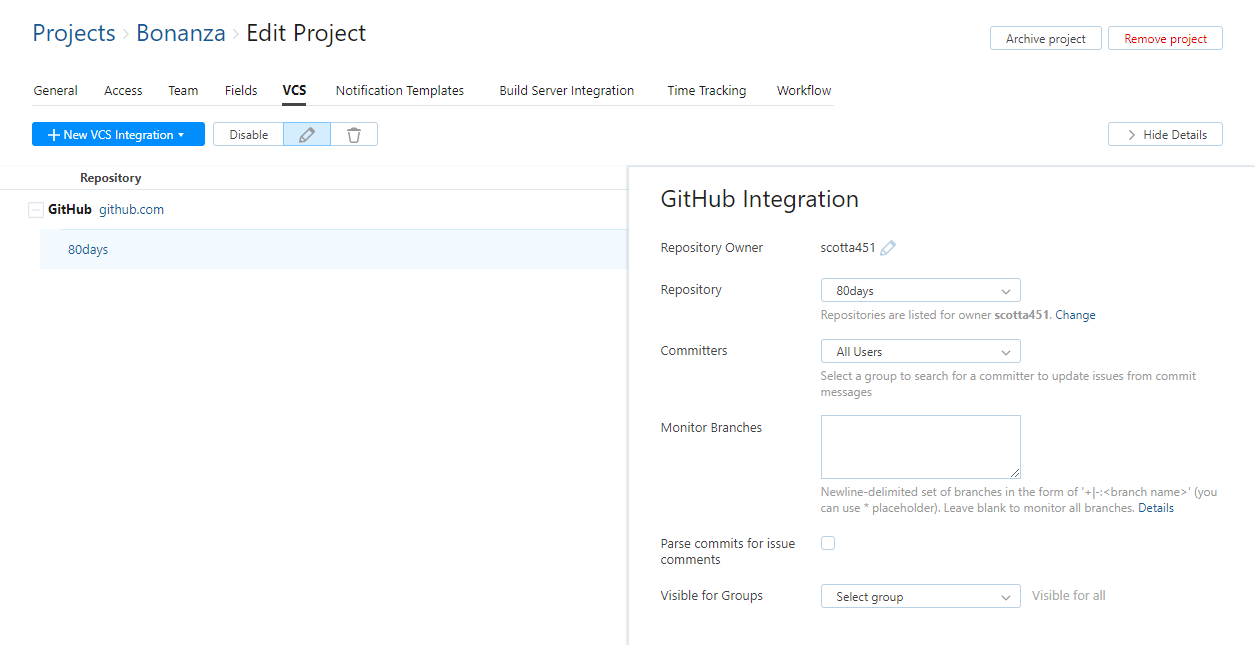 Projects › Bonanza › Edit Project
Archive project
Remove project
General Access Team Fields VCS Notification Templates Build Server Integration Time Tracking Workflow
New VCS Integration
Disable
Hide Details
Repository
GitHub github.com
80days
GitHub Integration
Repository Owner scotta451
Repository 80days
Repositories are listed for owner scotta451. Change
Committers All Users
Select a group to search for a committer to update issues from commit
messages
Monitor Branches
Newline-delimited set of branches in the form of '+|-:<branch name>' (you
can use * placeholder). Leave blank to monitor all branches. Details
Parse commits for issue
comments
Visible for Groups Select group Visible for all